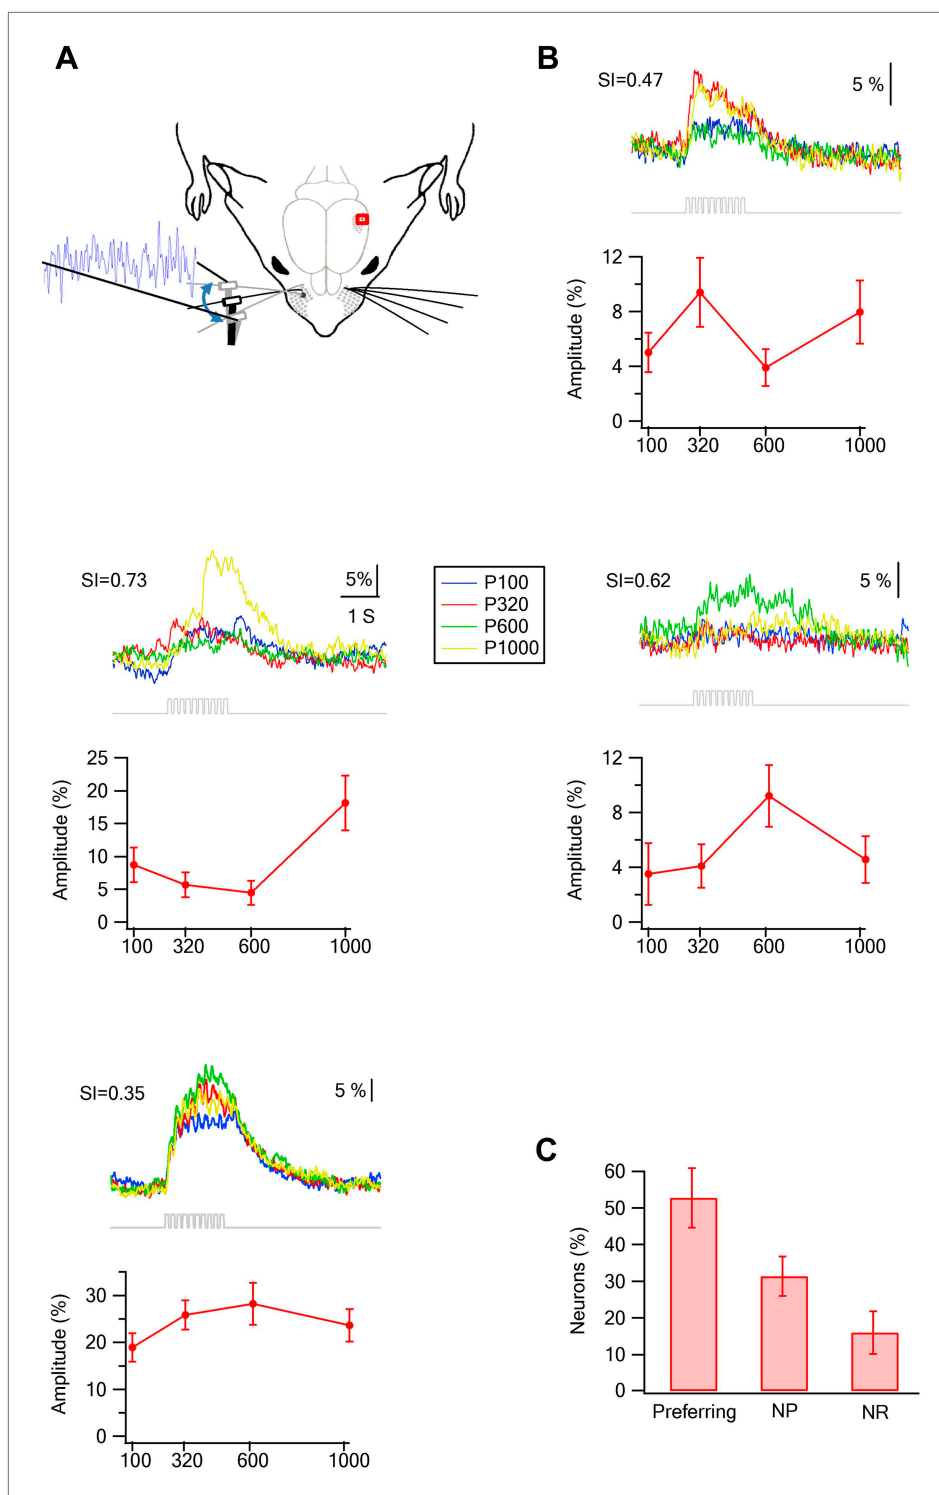 A
B
SI=0.47
5 %
12
8
4
0
Amplitude (%)
100 320 600 1000
SI=0.73
5%
1 S
P100
P320
P600
P1000
SI=0.62
5 %
25
20
15
10
5
0
Amplitude (%)
100 320 600 1000
12
8
4
0
Amplitude (%)
100 320 600 1000
SI=0.35
5 %
30
20
10
0
Amplitude (%)
100 320 600 1000
C
60
50
40
30
20
10
0
Neurons (%)
Preferring NP NR